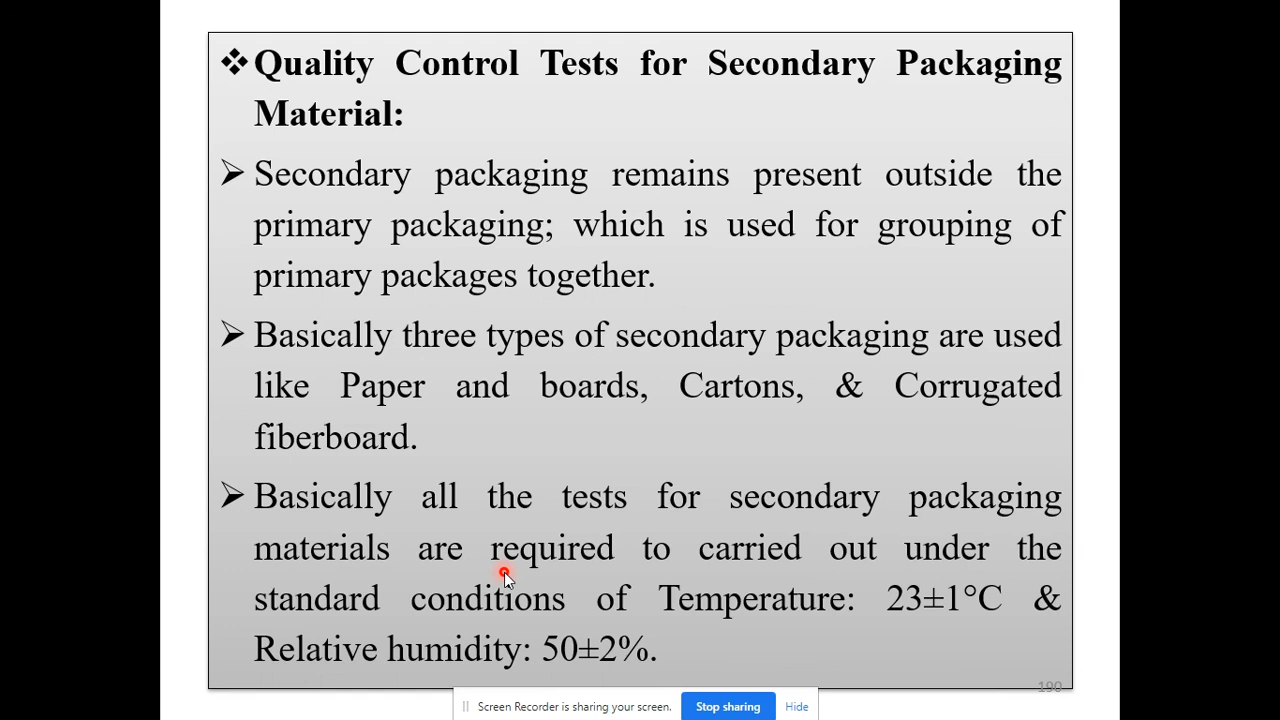 ❖Quality Control Tests for Secondary Packaging
Material:
➢Secondary packaging remains present outside the
primary packaging; which is used for grouping of
primary packages together.
➢Basically three types of secondary packaging are used
like Paper and boards, Cartons, & Corrugated
fiberboard.
➢Basically all the tests for secondary packaging
materials are required to carried out under the
standard conditions of Temperature: 23±1°C &
Relative humidity: 50±2%.
190
Screen Recorder is sharing your screen. Stop sharing Hide